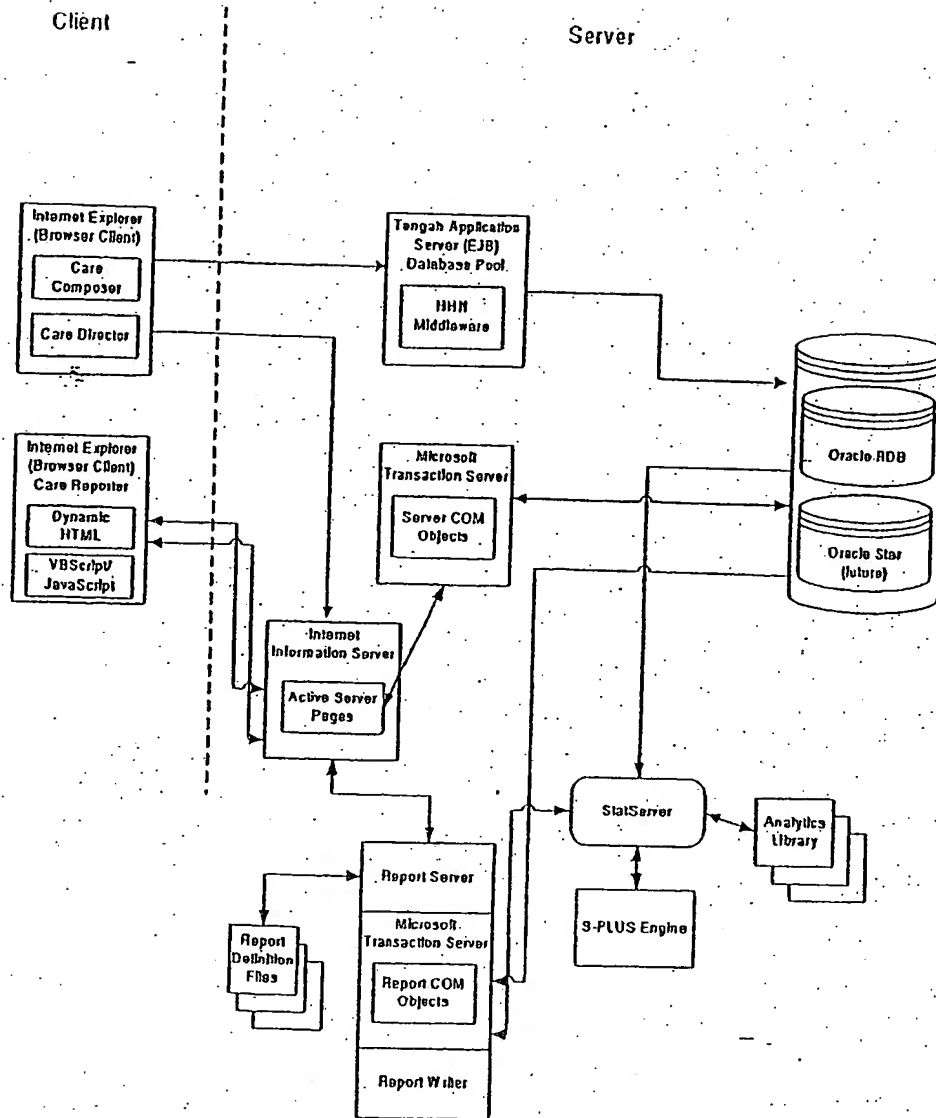 Client
Server
Internet Explorer
(Browser Client)
Care
Composer
Care Director
Tengah Application
Server (EJB)
Database Pool
HHN
Middleware
Internet Explorer
(Browser Client)
Care Reporter
Dynamic
HTML
VBScript/
JavaScript
Microsoft
Transaction Server
Server COM
Objects
Oracle RDB
Oracle Star
(future)
Internet
Information Server
Active Server
Pages
StatServer
Analytics
Library
S-PLUS Engine
Report Server
Microsoft
Transaction Server
Report COM
Objects
Report Writer
Report
Definition
Files